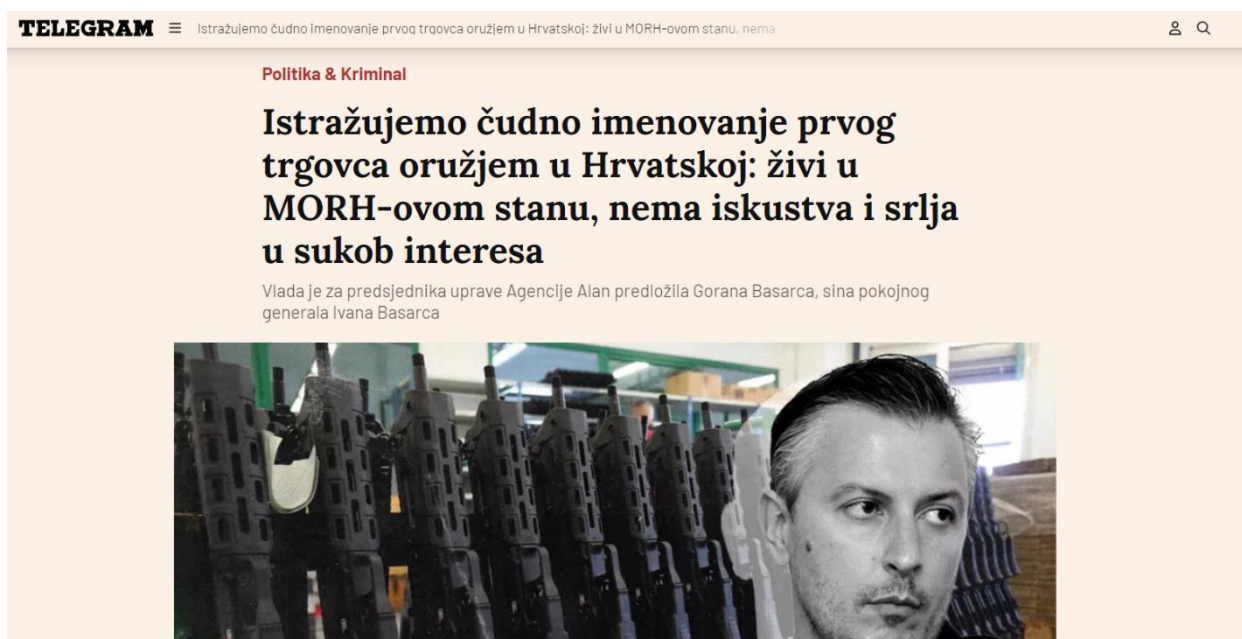 TELEGRAM Istražujemo čudno imenovanje prvog trgovca oružjem u Hrvatskoj: živi u MORH-ovom stanu, nema
Politika & Kriminal
Istražujemo čudno imenovanje prvog
trgovca oružjem u Hrvatskoj: živi u
MORH-ovom stanu, nema iskustva i srlja
u sukob interesa
Vlada je za predsjednika uprave Agencije Alan predložila Gorana Basarca, sina pokojnog
generala Ivana Basarca